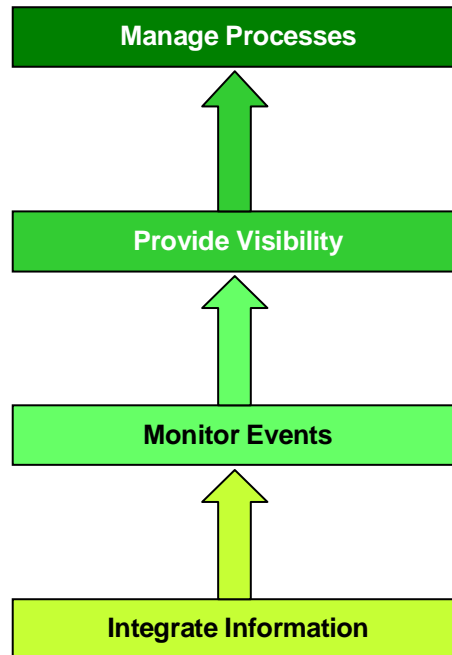 Manage Processes
Provide Visibility
Monitor Events
Integrate Information